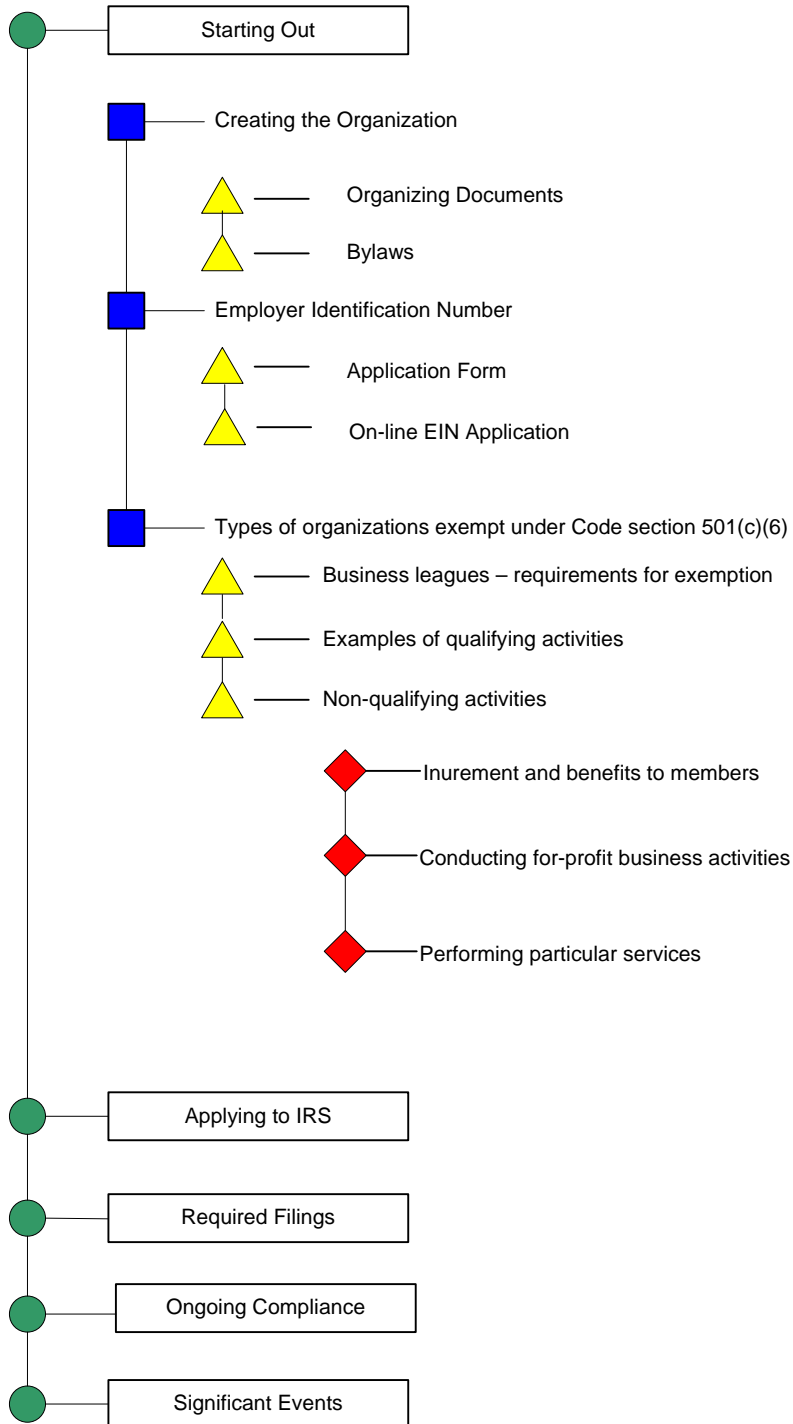 Starting Out
Creating the Organization
Organizing Documents
Bylaws
Employer Identification Number
Application Form
On-line EIN Application
Types of organizations exempt under Code section 501(c)(6)
Business leagues – requirements for exemption
Examples of qualifying activities
Non-qualifying activities
Inurement and benefits to members
Conducting for-profit business activities
Performing particular services
Applying to IRS
Required Filings
Ongoing Compliance
Significant Events